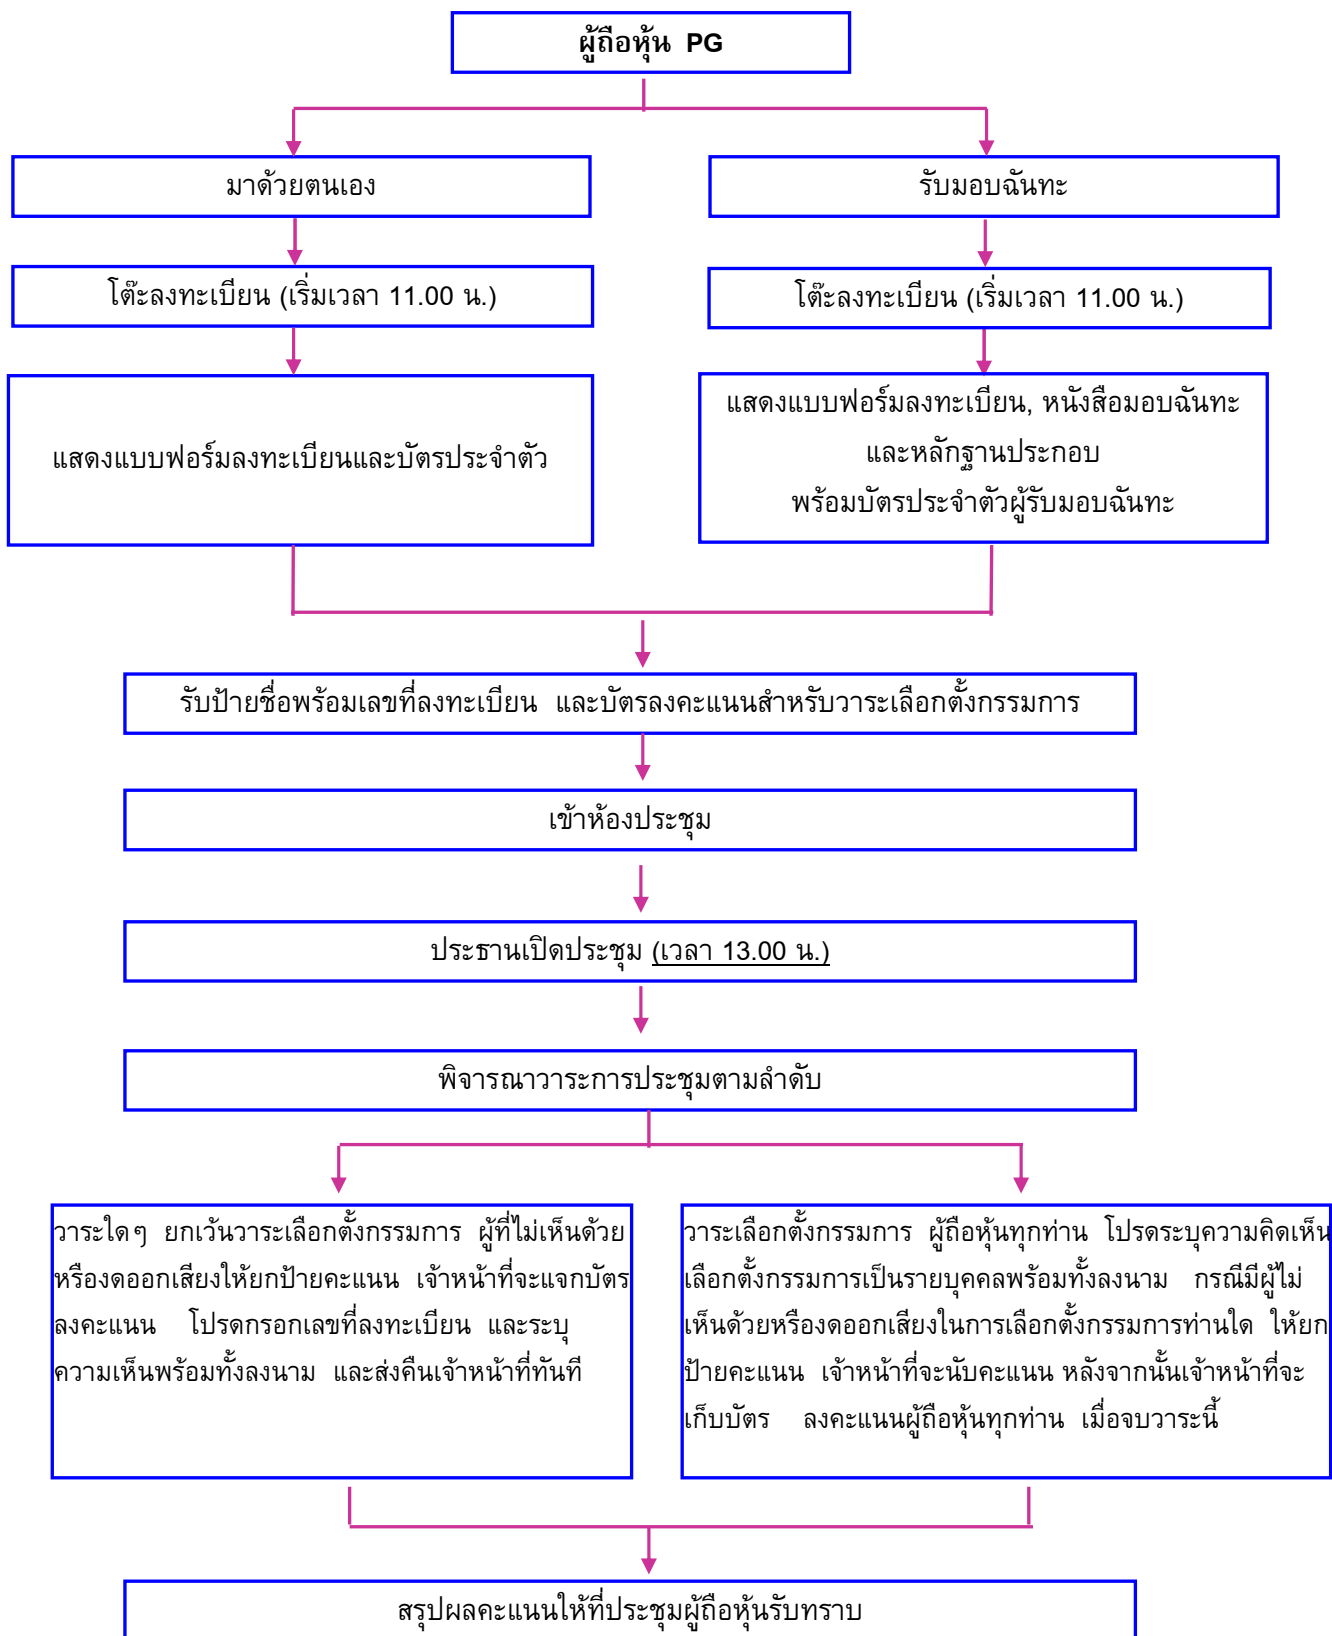 ผู้ถือหุ้น PG
มาด้วยตนเอง
รับมอบฉันทะ
โต๊ะลงทะเบียน (เริ่มเวลา 11.00 น.)
โต๊ะลงทะเบียน (เริ่มเวลา 11.00 น.)
แสดงแบบฟอร์มลงทะเบียนและบัตรประจำตัว
แสดงแบบฟอร์มลงทะเบียน, หนังสือมอบฉันทะ
และหลักฐานประกอบ
พร้อมบัตรประจำตัวผู้รับมอบฉันทะ
รับป้ายชื่อพร้อมเลขที่ลงทะเบียน และบัตรลงคะแนนสำหรับวาระเลือกตั้งกรรมการ
เข้าห้องประชุม
ประธานเปิดประชุม (เวลา 13.00 น.)
พิจารณาวาระการประชุมตามลำดับ
วาระใดๆ ยกเว้นวาระเลือกตั้งกรรมการ ผู้ที่ไม่เห็นด้วย
หรืองดออกเสียงให้ยกป้ายคะแนน เจ้าหน้าที่จะแจกบัตร
ลงคะแนน โปรดกรอกเลขที่ลงทะเบียน และระบุ
ความเห็นพร้อมทั้งลงนาม และส่งคืนเจ้าหน้าที่ทันที
วาระเลือกตั้งกรรมการ ผู้ถือหุ้นทุกท่าน โปรดระบุความคิดเห็น
เลือกตั้งกรรมการเป็นรายบุคคลพร้อมทั้งลงนาม กรณีมีผู้ไม่
เห็นด้วยหรืองดออกเสียงในการเลือกตั้งกรรมการท่านใด ให้ยก
ป้ายคะแนน เจ้าหน้าที่จะนับคะแนน หลังจากนั้นเจ้าหน้าที่จะ
เก็บบัตร ลงคะแนนผู้ถือหุ้นทุกท่าน เมื่อจบวาระนี้
สรุปผลคะแนนให้ที่ประชุมผู้ถือหุ้นรับทราบ